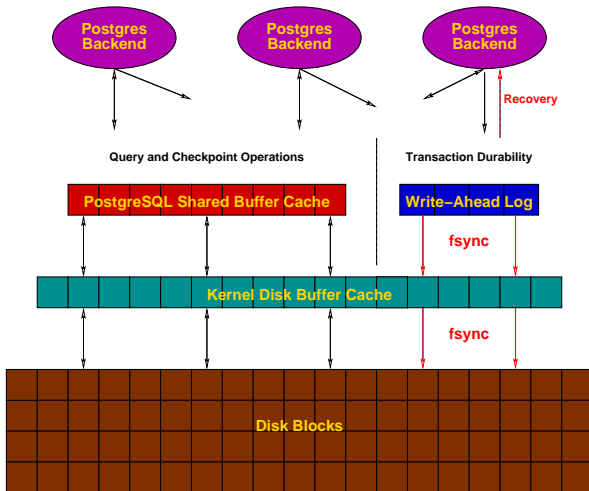 Postgres
Backend
Postgres
Backend
Postgres
Backend
Recovery
Query and Checkpoint Operations
Transaction Durability
PostgreSQL Shared Buffer Cache
Write−Ahead Log
fsync
Kernel Disk Buffer Cache
fsync
Disk Blocks